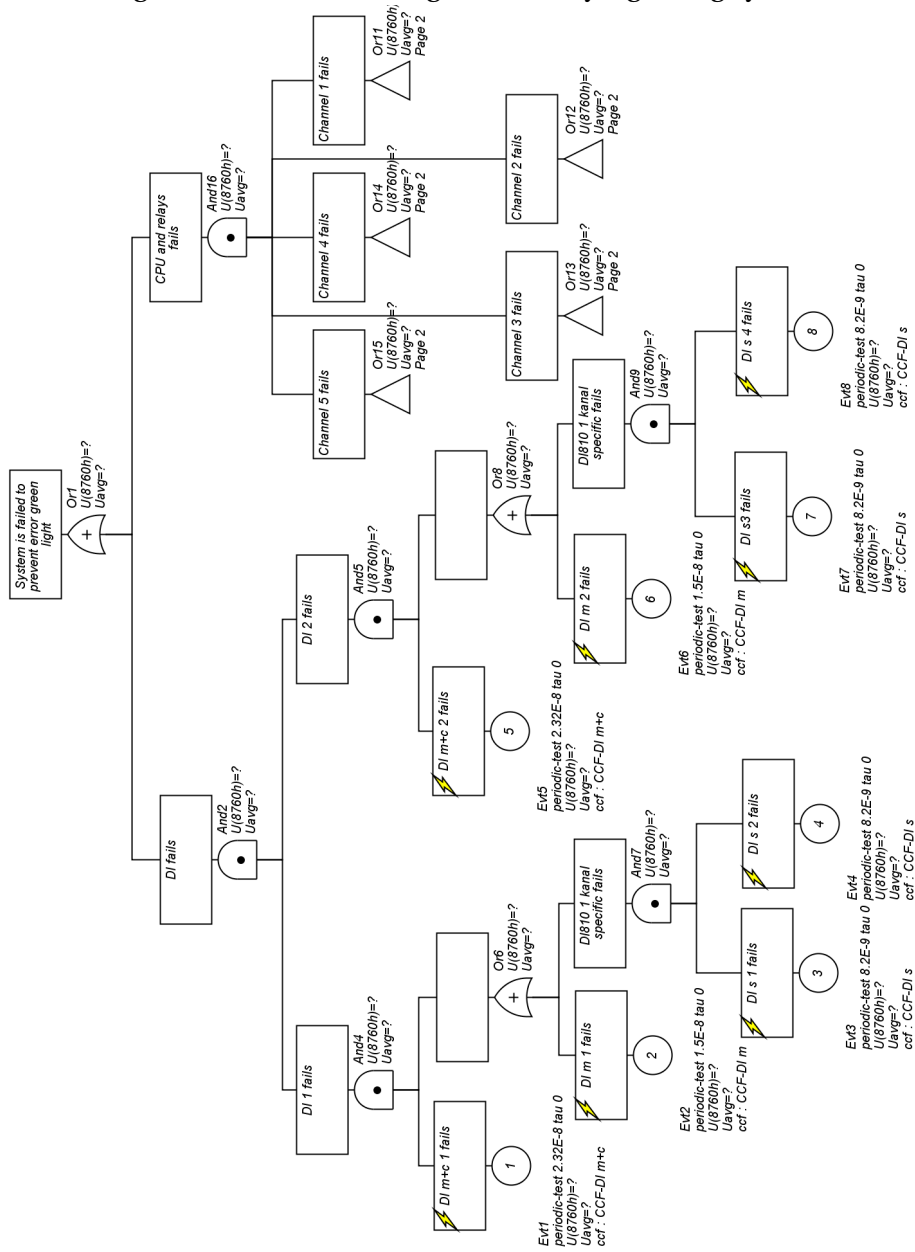 System is failed to
prevent error green
light
Or1
U(8760h)=?
Uavg=?
DI fails
And2
U(8760h)=?
Uavg=?
CPU and relays
fails
And16
U(8760h)=?
Uavg=?
DI 1 fails
And4
U(8760h)=?
Uavg=?
DI 2 fails
And5
U(8760h)=?
Uavg=?
Channel 5 fails
Or15
U(8760h)=?
Uavg=?
Page 2
Channel 4 fails
Or14
U(8760h)=?
Uavg=?
Page 2
Channel 1 fails
Or11
U(8760h)
Uavg=?
Page 2
DI m+c 1 fails
1
Evt1
periodic-test 2.32E-8 tau 0
U(8760h)=?
Uavg=?
ccf : CCF-DI m+c
Or6
U(8760h)=?
Uavg=?
DI m+c 2 fails
5
Evt5
periodic-test 2.32E-8 tau 0
U(8760h)=?
Uavg=?
ccf : CCF-DI m+c
Or8
U(8760h)=?
Uavg=?
Channel 3 fails
Or13
U(8760h)=?
Uavg=?
Page 2
Channel 2 fails
Or12
U(8760h)=?
Uavg=?
Page 2
DI m 1 fails
2
Evt2
periodic-test 1.5E-8 tau 0
U(8760h)=?
Uavg=?
ccf : CCF-DI m
DI810 1 kanal
specific fails
And7
U(8760h)=?
Uavg=?
DI m 2 fails
6
Evt6
periodic-test 1.5E-8 tau 0
U(8760h)=?
Uavg=?
ccf : CCF-DI m
DI810 1 kanal
specific fails
And9
U(8760h)=?
Uavg=?
DI s 1 fails
3
Evt3
periodic-test 8.2E-9 tau 0
U(8760h)=?
Uavg=?
ccf : CCF-DI s
DI s 2 fails
4
Evt4
periodic-test 8.2E-9 tau 0
U(8760h)=?
Uavg=?
ccf : CCF-DI s
DI s3 fails
7
Evt7
periodic-test 8.2E-9 tau 0
U(8760h)=?
Uavg=?
ccf : CCF-DI s
DI s 4 fails
8
Evt8
periodic-test 8.2E-9 tau 0
U(8760h)=?
Uavg=?
ccf : CCF-DI s